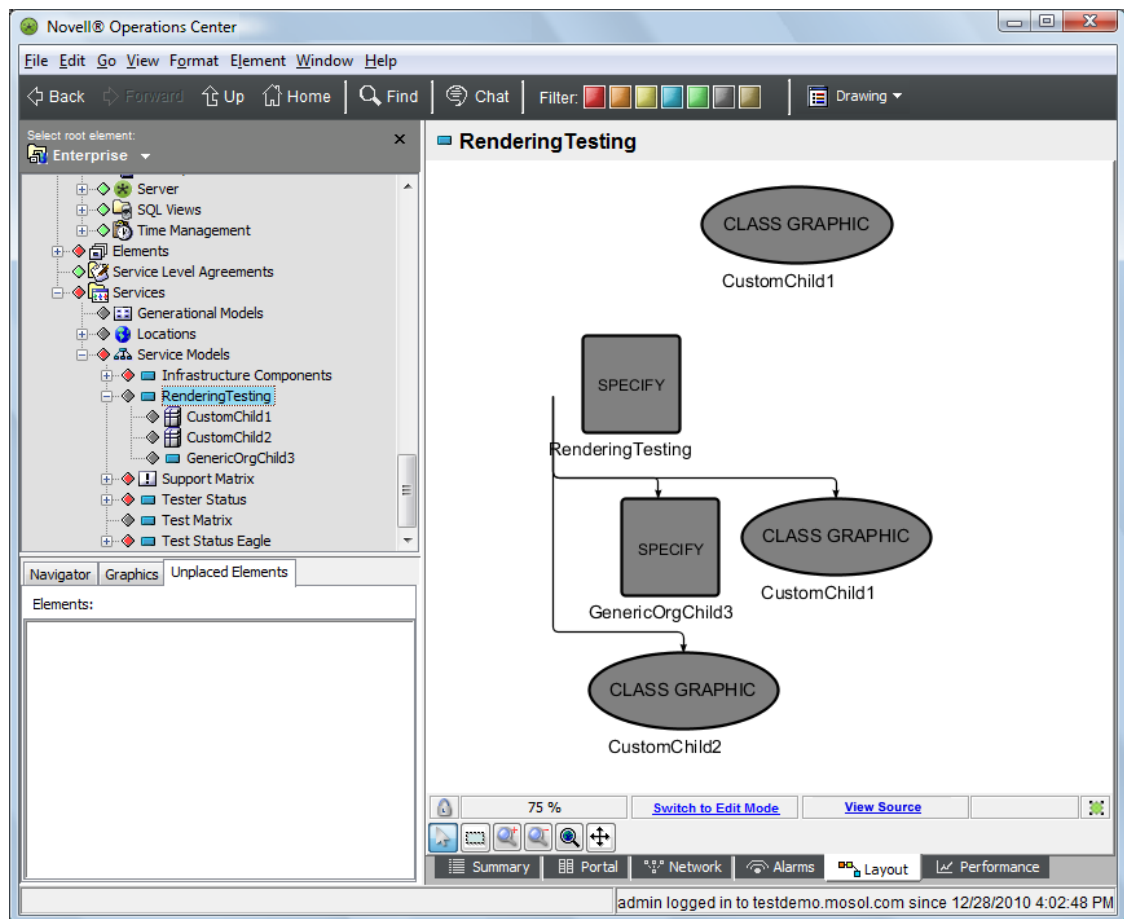 Novell® Operations Center
File Edit Go View Format Element Window Help
Back Forward Up Home Find Chat Filter: Drawing
Select root element:
Enterprise
Server
SQL Views
Time Management
Elements
Service Level Agreements
Services
Generational Models
Locations
Service Models
Infrastructure Components
RenderingTesting
CustomChild1
CustomChild2
GenericOrgChild3
Support Matrix
Tester Status
Test Matrix
Test Status Eagle
Navigator Graphics Unplaced Elements
Elements:
RenderingTesting
CLASS GRAPHIC
CustomChild1
SPECIFY
RenderingTesting
SPECIFY
GenericOrgChild3
CLASS GRAPHIC
CustomChild1
CLASS GRAPHIC
CustomChild2
75 % Switch to Edit Mode View Source
Summary Portal Network Alarms Layout Performance
admin logged in to testdemo.mosol.com since 12/28/2010 4:02:48 PM